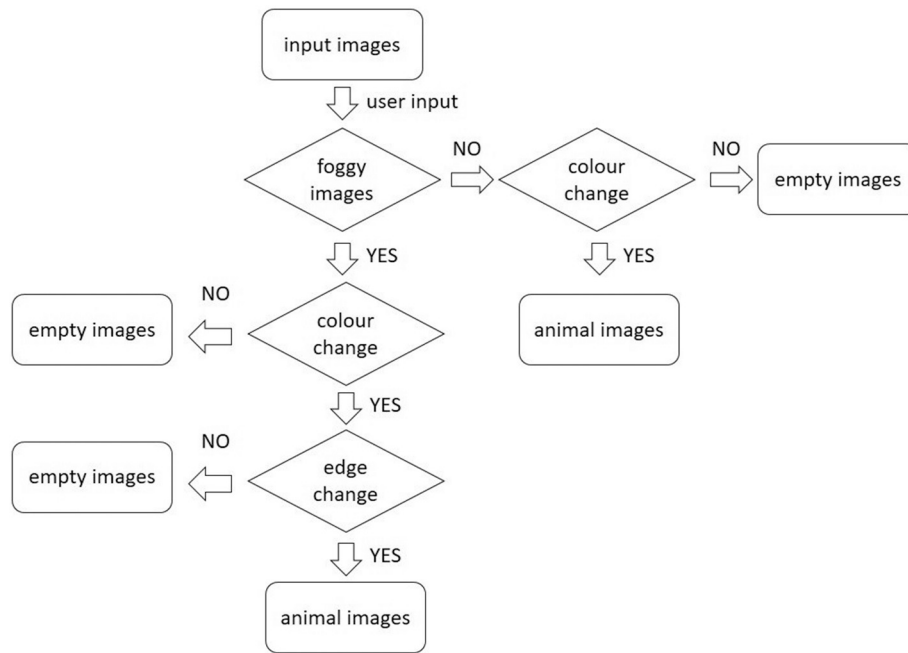 input images
user input
foggy
images
NO
colour
change
NO
empty images
YES
YES
NO
empty images
colour
change
animal images
YES
NO
empty images
edge
change
YES
animal images